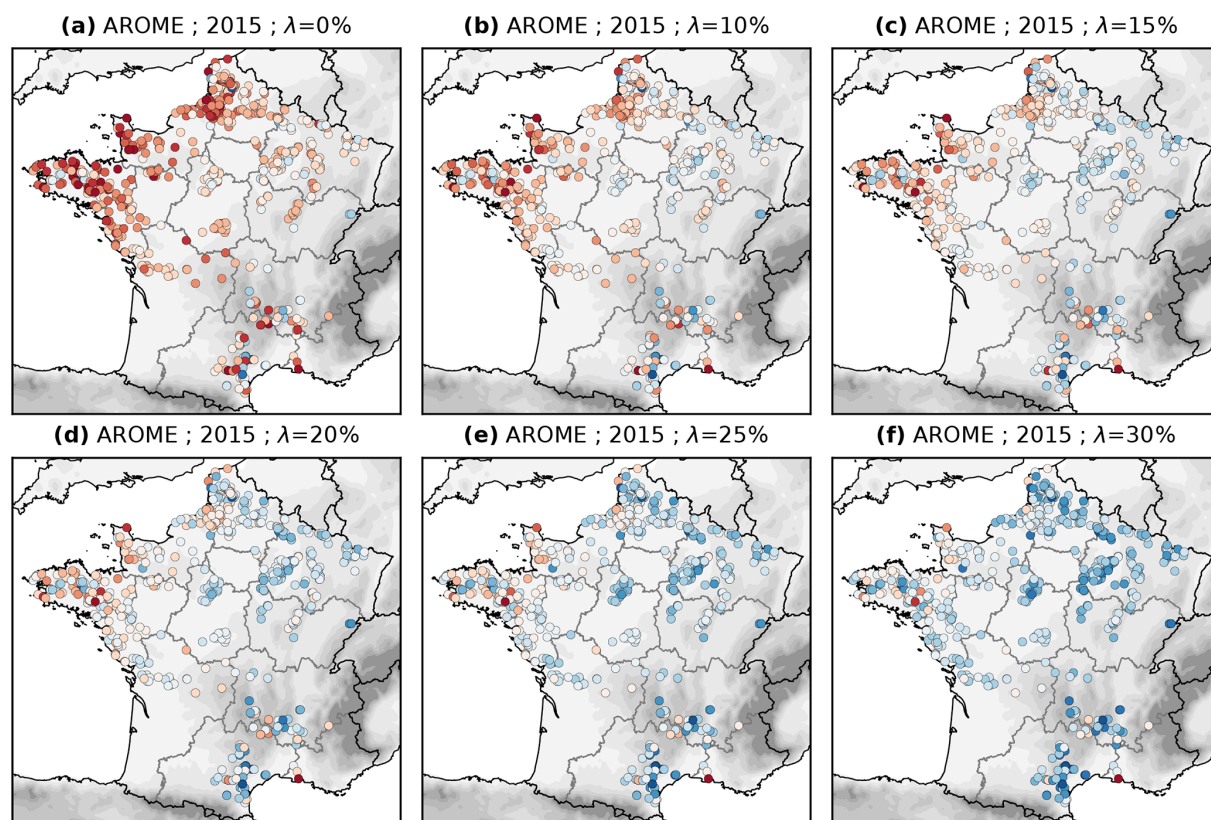 (a) AROME ; 2015 ; λ=0%
(b) AROME ; 2015 ; λ=10%
(c) AROME ; 2015 ; λ=15%
(d) AROME ; 2015 ; λ=20%
(e) AROME ; 2015 ; λ=25%
(f) AROME ; 2015 ; λ=30%